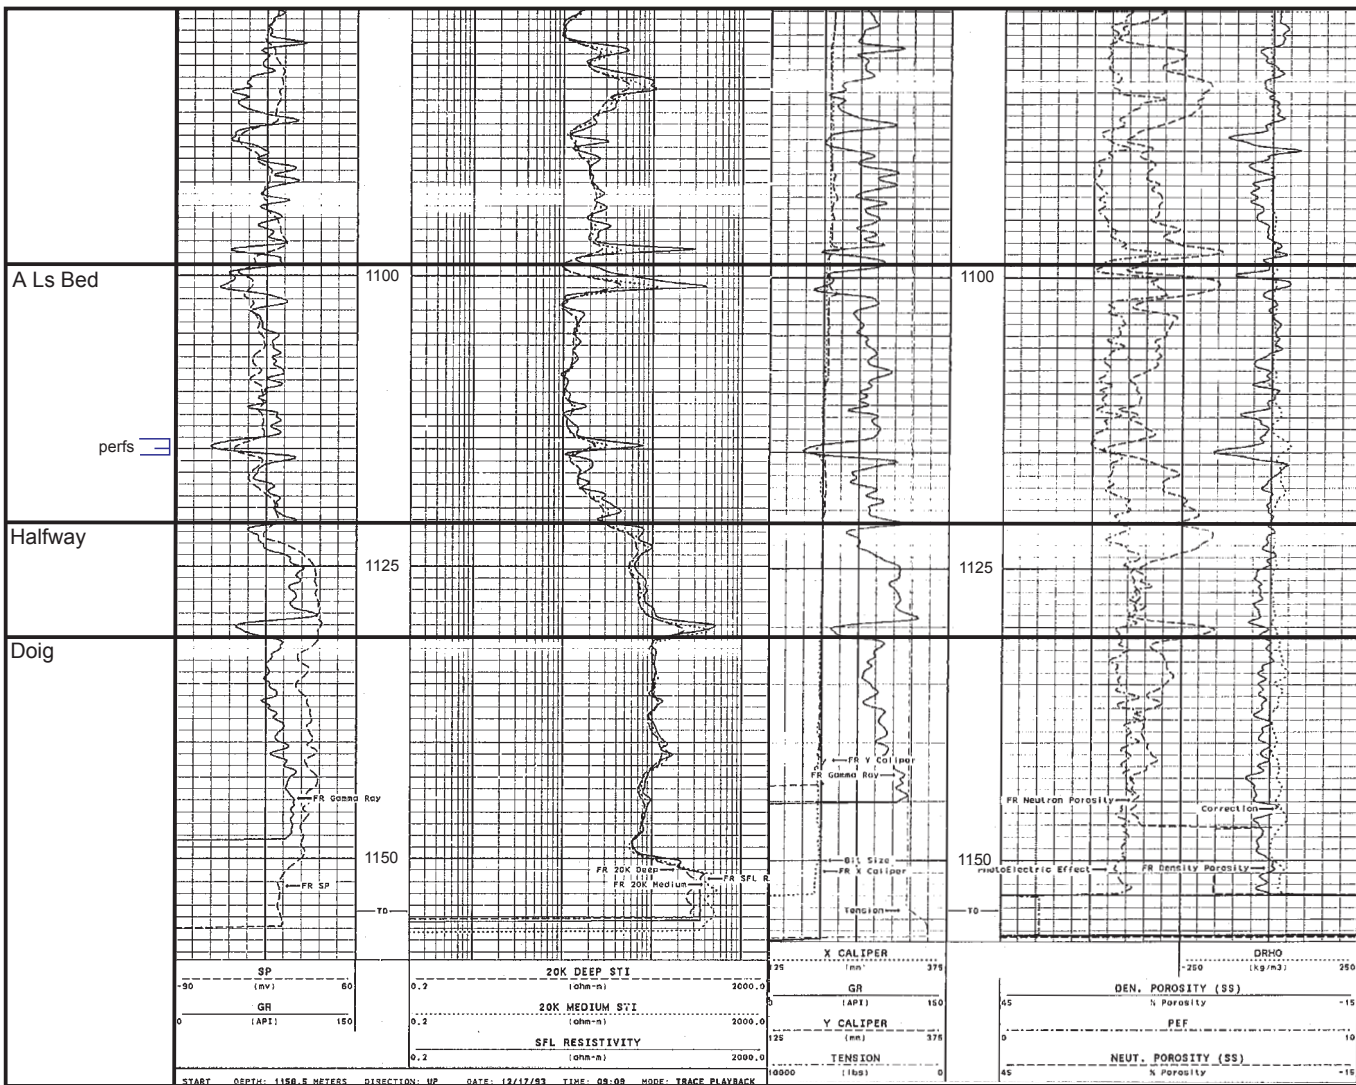 A Ls Bed
1100
1100
perfs
Halfway
1125
1125
Doig
FR Y Caliper
FR Gamma Ray
FR Gamma Ray
FR Neutron Porosity
Correction
1150
Bit Size
1150
FR 20K Deep
FR X Caliper
PhotoElectric Effect
FR Density Porosity
FR SFL R
FR 20K Medium
FR SP
TD
Tension
TD
SP
(mv)
-90
60
GR
(API)
0
150
20K DEEP STI
(ohm-m)
0.2
2000.0
20K MEDIUM STI
(ohm-m)
0.2
2000.0
SFL RESISTIVITY
(ohm-m)
0.2
2000.0
X CALIPER
125
(mm)
375
GR
0
(API)
150
Y CALIPER
125
(mm)
375
TENSION
10000
(lbs)
0
DRHO
-250
(kg/m3)
250
DEN. POROSITY (SS)
45
% Porosity
-15
PEF
0
10
NEUT. POROSITY (SS)
45
% Porosity
-15
START DEPTH: 1158.5 METERS DIRECTION: UP DATE: 12/17/93 TIME: 09:09 MODE: TRACE PLAYBACK